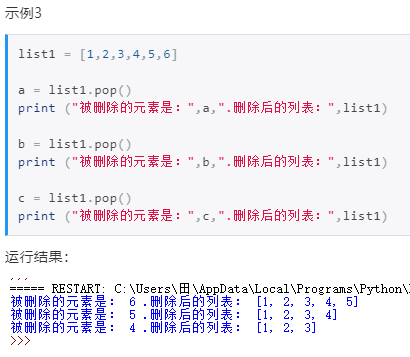 示例3
list1 = [1,2,3,4,5,6]
a = list1.pop()
print ("被删除的元素是：",a,".删除后的列表：",list1)
b = list1.pop()
print ("被删除的元素是：",b,".删除后的列表：",list1)
c = list1.pop()
print ("被删除的元素是：",c,".删除后的列表：",list1)
运行结果：
===== RESTART: C:\Users\田\AppData\Local\Programs\Python\
被删除的元素是： 6 .删除后的列表： [1, 2, 3, 4, 5]
被删除的元素是： 5 .删除后的列表： [1, 2, 3, 4]
被删除的元素是： 4 .删除后的列表： [1, 2, 3]
>>>